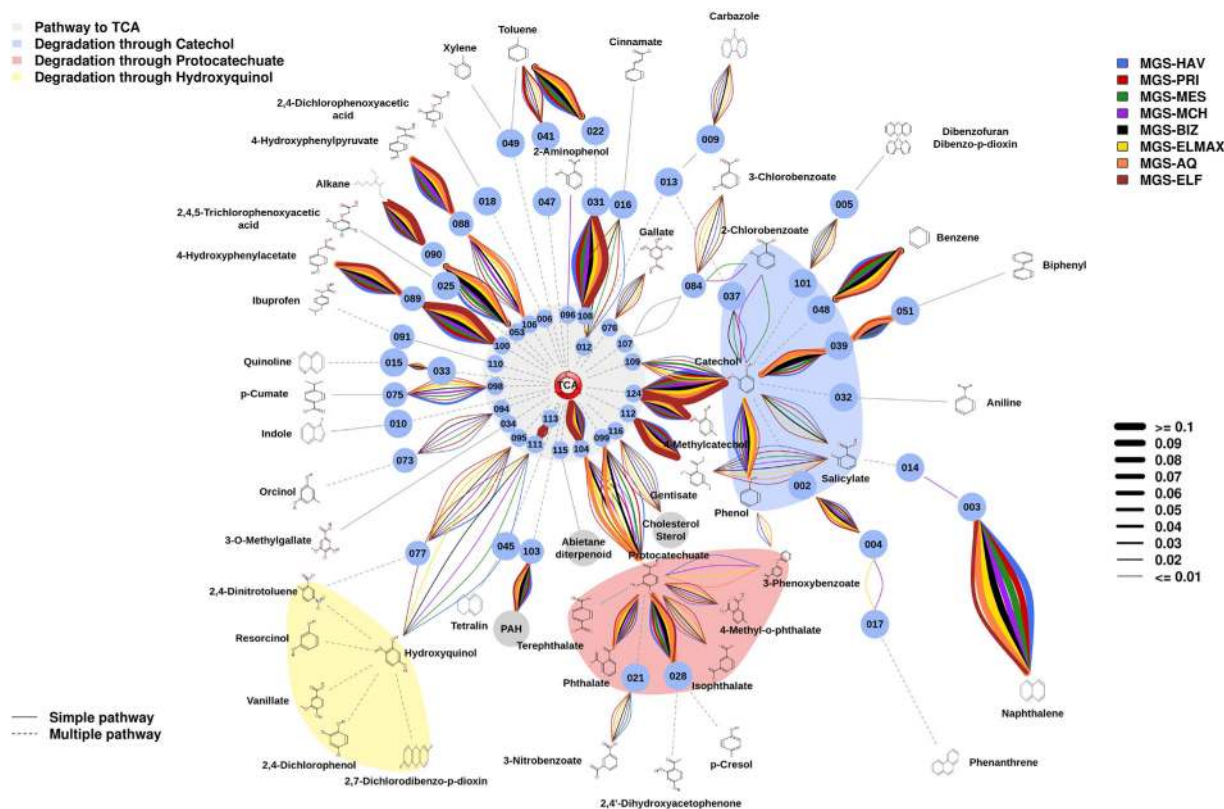 Pathway to TCA
Degradation through Catechol
Degradation through Protocatechuate
Degradation through Hydroxyquinol
MGS-HAV
MGS-PRI
MGS-MES
MGS-MCH
MGS-BIZ
MGS-ELMAX
MGS-AQ
MGS-ELF
Carbazole
Toluene
Cinnamate
Xylene
2,4-Dichlorophenoxyacetic
acid
4-Hydroxyphenylpyruvate
Alkane
2,4,5-Trichlorophenoxyacetic
acid
4-Hydroxyphenylacetate
Ibuprofen
Quinoline
p-Cumate
Indole
Orcinol
3-O-Methylgallate
2,4-Dinitrotoluene
Resorcinol
Vanillate
2,4-Dichlorophenol
2,7-Dichlorodibenzo-p-dioxin
Hydroxyquinol
Tetralin
PAH
Abietane
diterpenoid
Cholesterol
Sterol
Gentisate
Protocatechuate
Terephthalate
Phthalate
Isophthalate
4-Methyl-o-phthalate
3-Phenoxybenzoate
3-Nitrobenzoate
2,4'-Dihydroxyacetophenone
p-Cresol
Phenanthrene
Naphthalene
Salicylate
Phenol
4-Methylcatechol
Catechol
Aniline
Biphenyl
Benzene
Dibenzofuran
Dibenzo-p-dioxin
3-Chlorobenzoate
2-Chlorobenzoate
Gallate
2-Aminophenol
TCA
049
041
022
009
013
005
018
047
031
016
088
090
025
089
091
015
033
075
010
073
077
045
103
084
037
101
048
051
039
032
014
002
003
004
017
021
028
096
108
006
106
053
100
110
098
094
034
095
111
113
115
104
099
116
112
124
109
107
076
012
>= 0.1
0.09
0.08
0.07
0.06
0.05
0.04
0.03
0.02
<= 0.01
Simple pathway
Multiple pathway